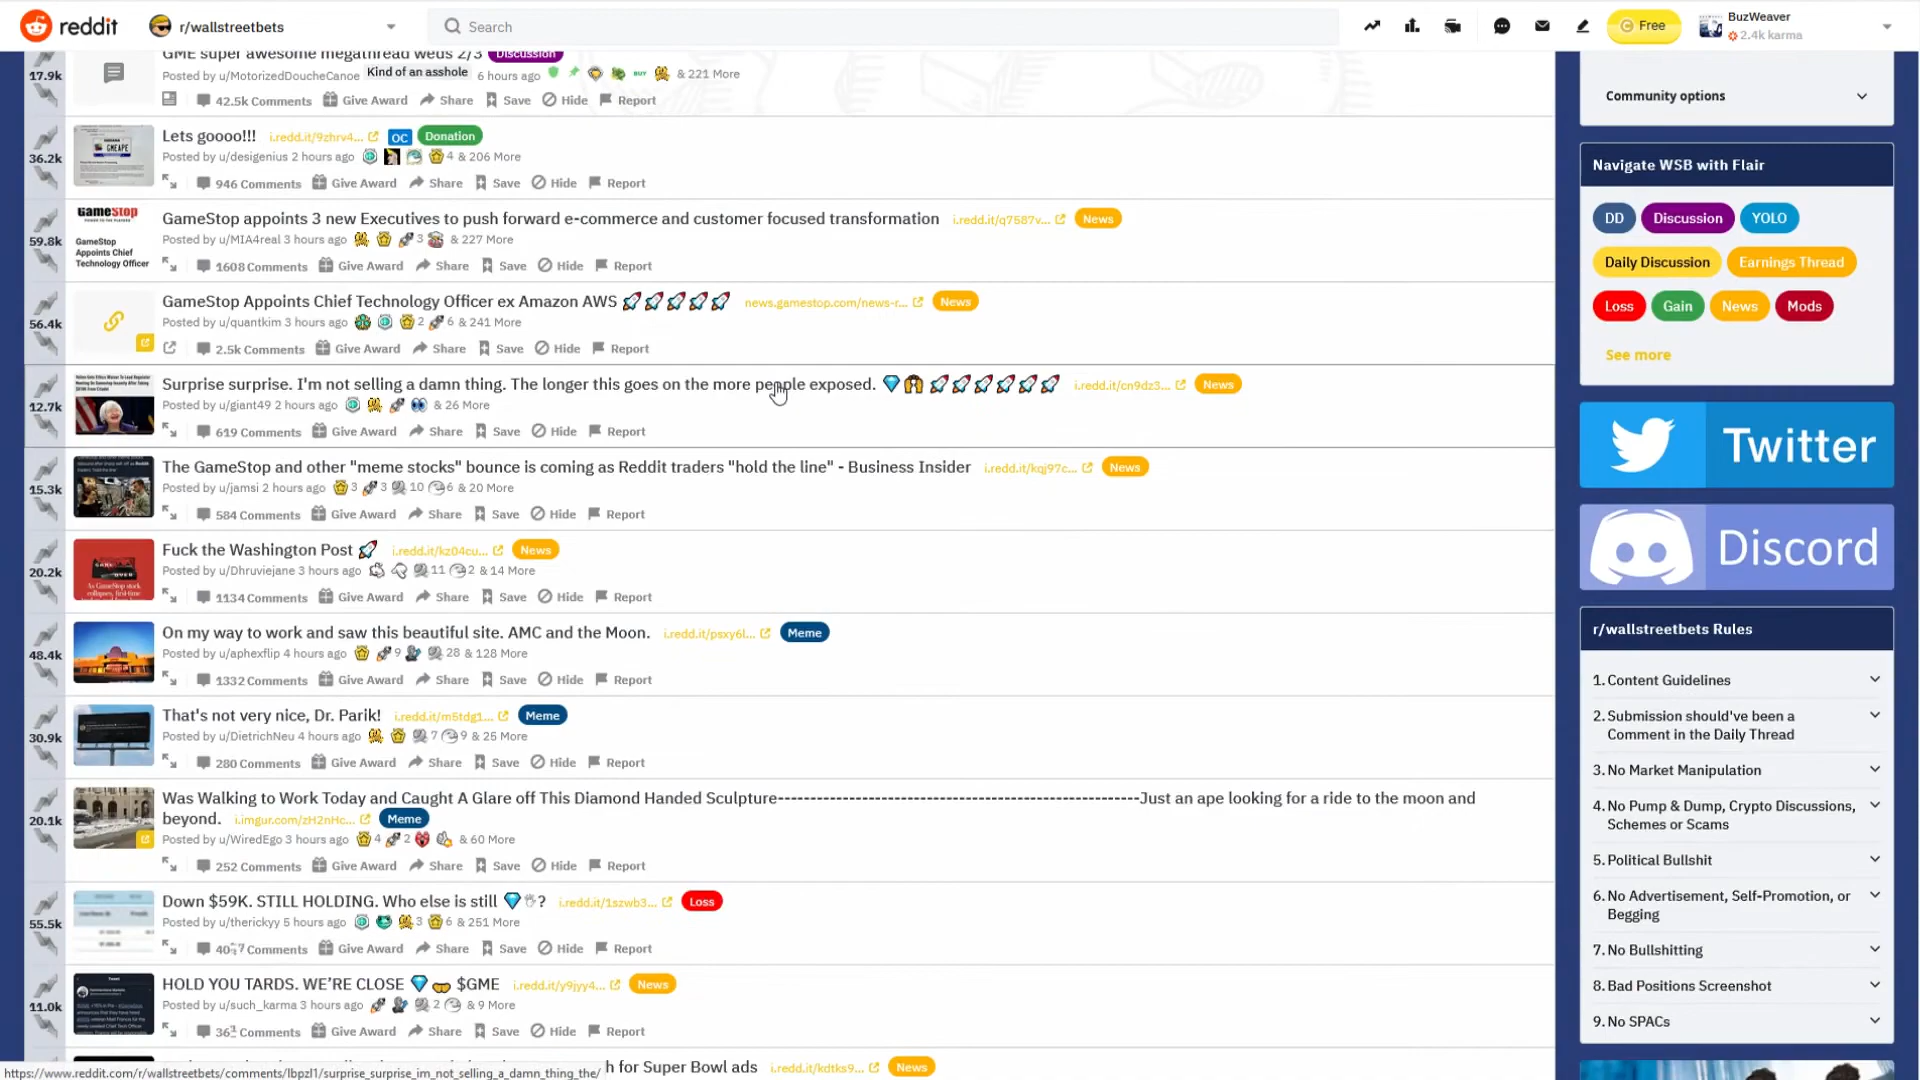 reddit
r/wallstreetbets
Search
Free
BuzWeaver
2.4k karma
GME super awesome megathread weds 2/3 Discussion
17.9k
Posted by u/MotorizedDoucheCanoe Kind of an asshole 6 hours ago BUY & 221 More
42.5k Comments Give Award Share Save Hide Report
Lets goooo!!! i.redd.it/9zhrv4... OC Donation
36.2k
Posted by u/desigenius 2 hours ago 4 & 206 More
946 Comments Give Award Share Save Hide Report
GameStop
GameStop Appoints Chief Technology Officer
GameStop appoints 3 new Executives to push forward e-commerce and customer focused transformation i.redd.it/q7587v... News
59.8k
Posted by u/MIA4real 3 hours ago 3 & 227 More
1608 Comments Give Award Share Save Hide Report
GameStop Appoints Chief Technology Officer ex Amazon AWS 🚀🚀🚀🚀🚀 news.gamestop.com/news-r... News
56.4k
Posted by u/quantkim 3 hours ago 2 6 & 241 More
2.5k Comments Give Award Share Save Hide Report
Surprise surprise. I'm not selling a damn thing. The longer this goes on the more people exposed. 💎🙌🚀🚀🚀🚀🚀🚀 i.redd.it/cn9dz3... News
12.7k
Posted by u/giant49 2 hours ago & 26 More
619 Comments Give Award Share Save Hide Report
The GameStop and other "meme stocks" bounce is coming as Reddit traders "hold the line" - Business Insider i.redd.it/kqj97c... News
15.3k
Posted by u/jamsi 2 hours ago 3 3 10 6 & 20 More
584 Comments Give Award Share Save Hide Report
Fuck the Washington Post 🚀 i.redd.it/kz04cu... News
20.2k
Posted by u/Dhruviejane 3 hours ago 11 2 & 14 More
1134 Comments Give Award Share Save Hide Report
On my way to work and saw this beautiful site. AMC and the Moon. i.redd.it/psxy6l... Meme
48.4k
Posted by u/aphexflip 4 hours ago 9 28 & 128 More
1332 Comments Give Award Share Save Hide Report
That's not very nice, Dr. Parik! i.redd.it/m5tdg1... Meme
30.9k
Posted by u/DietrichNeu 4 hours ago 7 9 & 25 More
280 Comments Give Award Share Save Hide Report
Was Walking to Work Today and Caught A Glare off This Diamond Handed Sculpture--------------------------------------------------Just an ape looking for a ride to the moon and
beyond. i.imgur.com/zH2nHc... Meme
20.1k
Posted by u/WiredEgo 3 hours ago 4 2 & 60 More
252 Comments Give Award Share Save Hide Report
Down $59K. STILL HOLDING. Who else is still 💎🖐? i.redd.it/1szwb3... Loss
55.5k
Posted by u/therickyy 5 hours ago 3 6 & 251 More
Comments Give Award Share Save Hide Report
HOLD YOU TARDS. WE'RE CLOSE 💎🤝 $GME i.redd.it/y9jyy4... News
11.0k
Posted by u/such_karma 3 hours ago 2 & 9 More
Comments Give Award Share Save Hide Report
h for Super Bowl ads i.redd.it/kdtks9... News
https://www.reddit.com/r/wallstreetbets/comments/lbpzl1/surprise_surprise_im_not_selling_a_damn_thing_the/
Community options
Navigate WSB with Flair
DD Discussion YOLO
Daily Discussion Earnings Thread
Loss Gain News Mods
See more
Twitter
Discord
r/wallstreetbets Rules
1. Content Guidelines
2. Submission should've been a
Comment in the Daily Thread
3. No Market Manipulation
4. No Pump & Dump, Crypto Discussions,
Schemes or Scams
5. Political Bullshit
6. No Advertisement, Self-Promotion, or
Begging
7. No Bullshitting
8. Bad Positions Screenshot
9. No SPACs